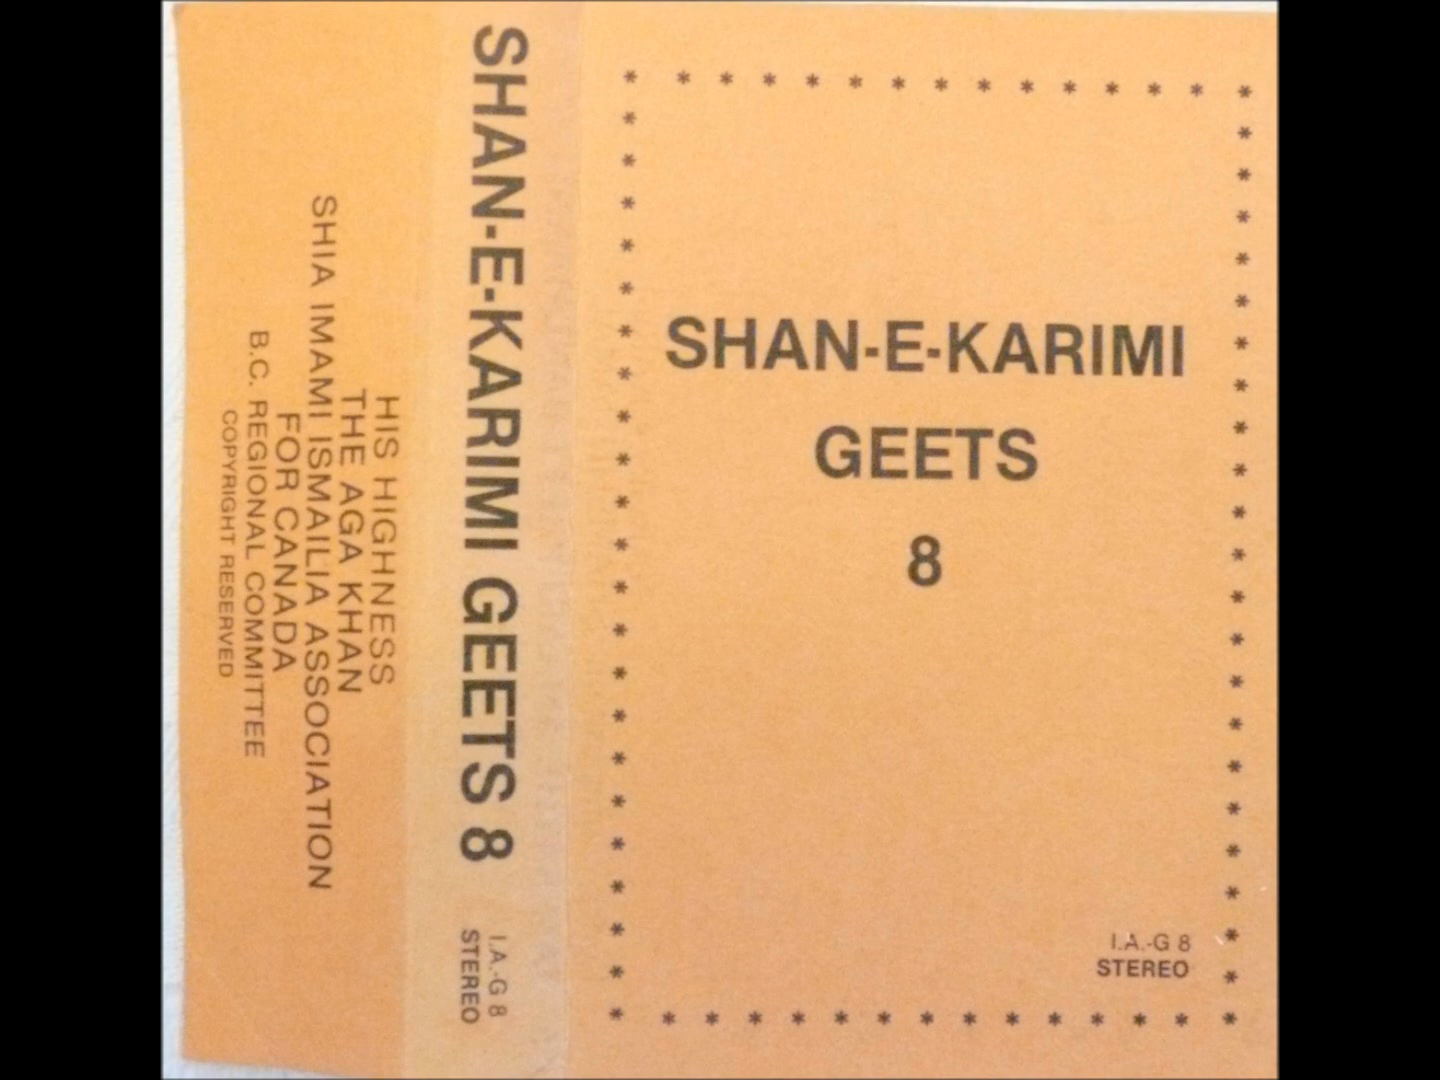 SHAN-E-KARIMI
GEETS
8
I.A.-G 8
STEREO
SHAN-E-KARIMI GEETS 8
I.A.-G 8
STEREO
HIS HIGHNESS
THE AGA KHAN
SHIA IMAMI ISMAILIA ASSOCIATION
FOR CANADA
B.C. REGIONAL COMMITTEE
COPYRIGHT RESERVED